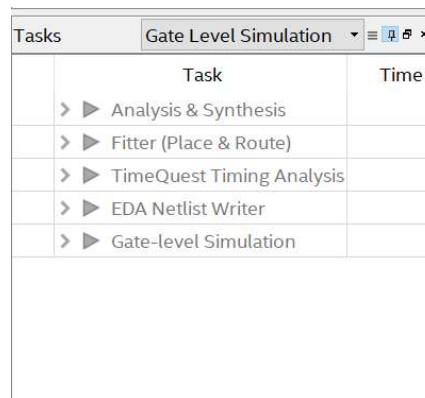 Tasks Gate Level Simulation
Task Time
Analysis & Synthesis
Fitter (Place & Route)
TimeQuest Timing Analysis
EDA Netlist Writer
Gate-level Simulation